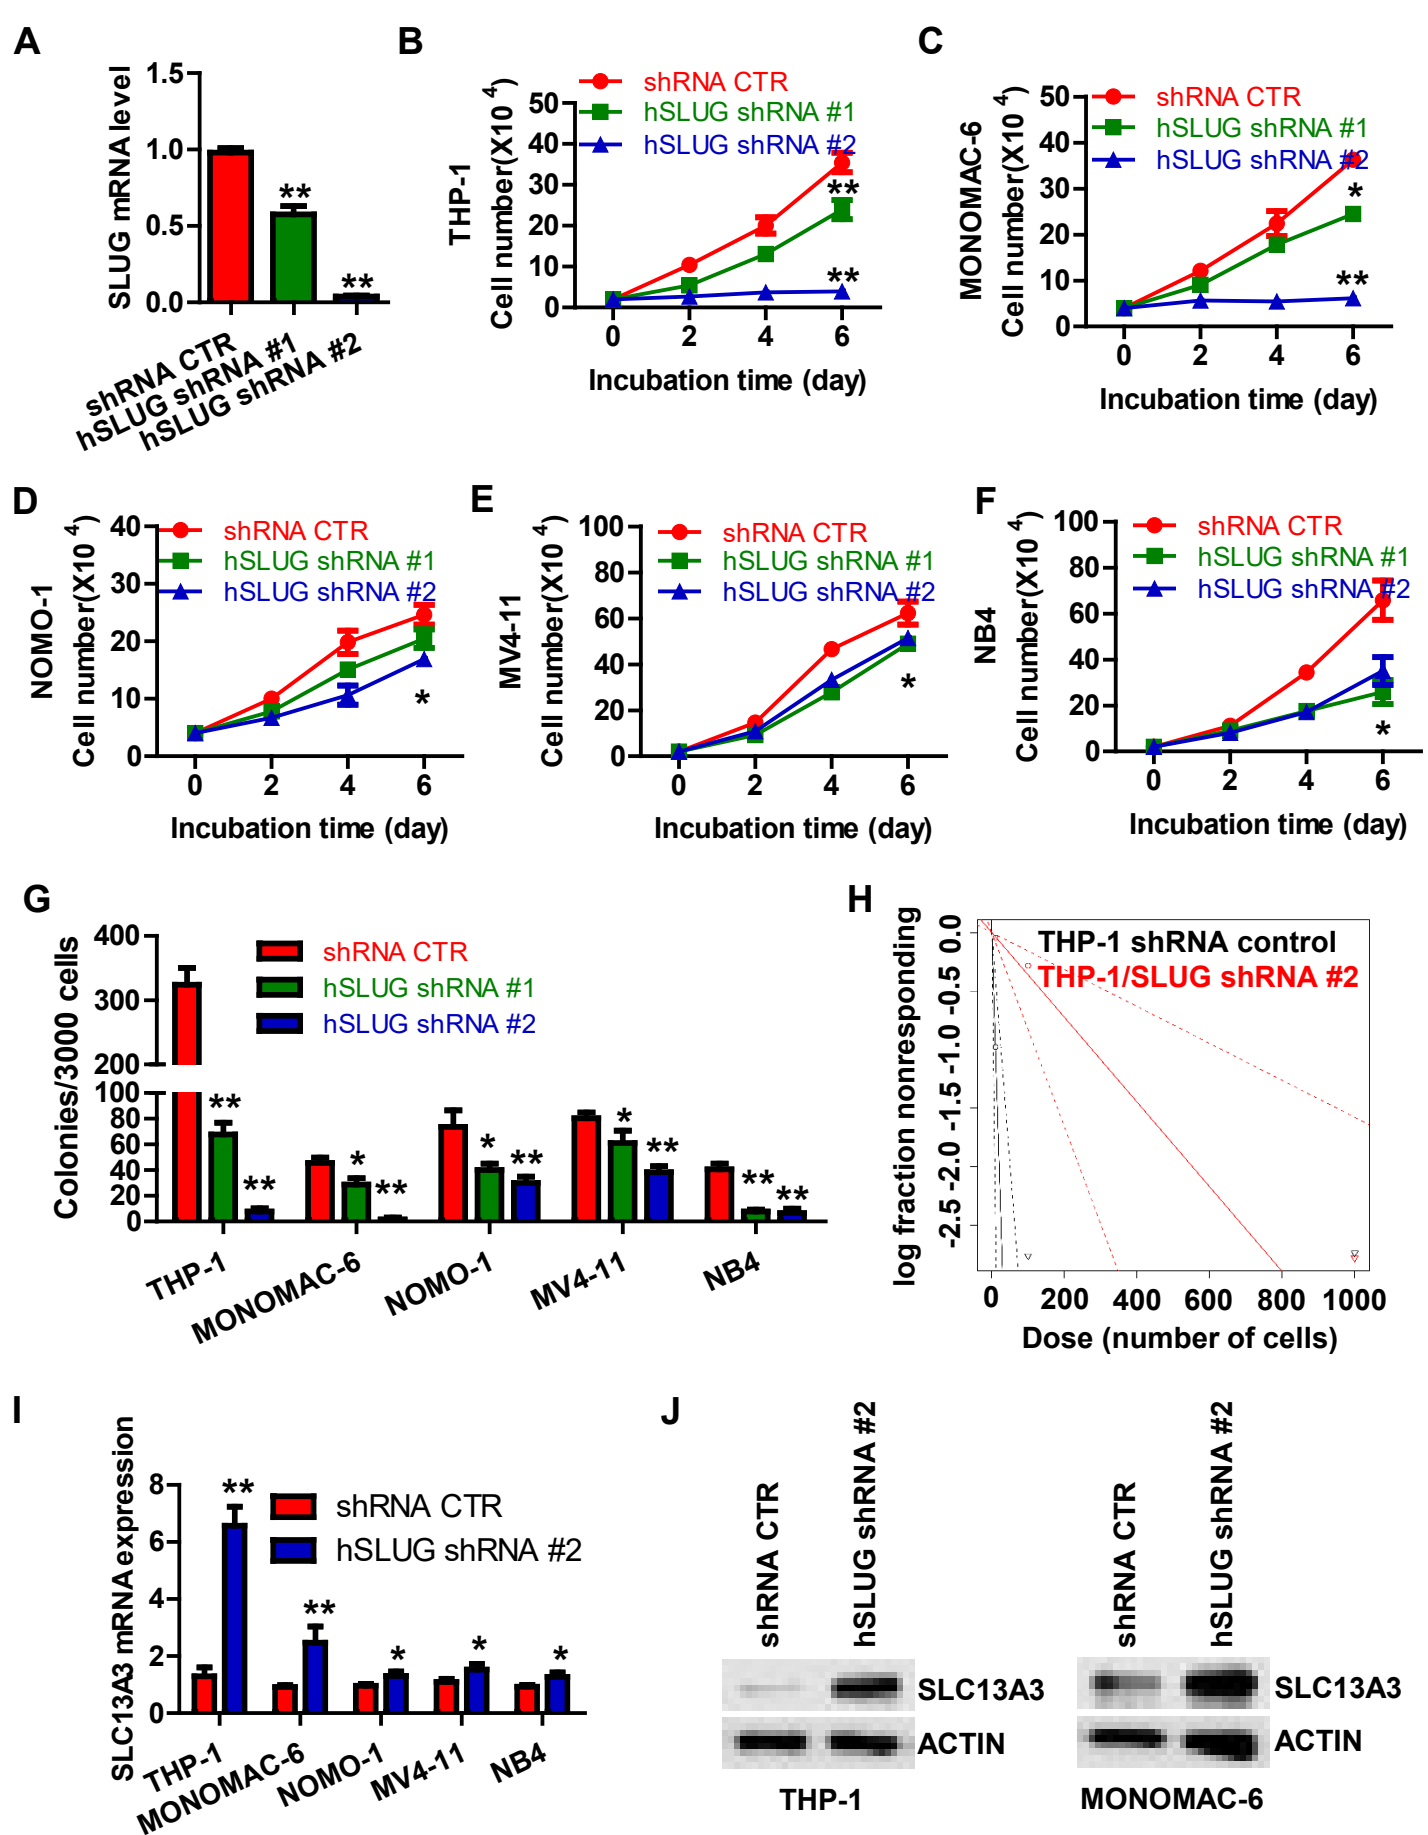 A
SLUG mRNA level
1.5
1.0
0.5
0.0
**
**
shRNA CTR
hSLUG shRNA #1
hSLUG shRNA #2
B
THP-1
Cell number(X10 4)
50
40
30
20
10
0
shRNA CTR
hSLUG shRNA #1
hSLUG shRNA #2
**
**
0 2 4 6
Incubation time (day)
C
MONOMAC-6
Cell number(X10 4)
50
40
30
20
10
0
shRNA CTR
hSLUG shRNA #1
hSLUG shRNA #2
*
**
0 2 4 6
Incubation time (day)
D
NOMO-1
Cell number(X10 4)
40
30
20
10
0
shRNA CTR
hSLUG shRNA #1
hSLUG shRNA #2
*
0 2 4 6
Incubation time (day)
E
MV4-11
Cell number(X10 4)
100
80
60
40
20
0
shRNA CTR
hSLUG shRNA #1
hSLUG shRNA #2
*
0 2 4 6
Incubation time (day)
F
NB4
Cell number(X10 4)
100
80
60
40
20
0
shRNA CTR
hSLUG shRNA #1
hSLUG shRNA #2
*
0 2 4 6
Incubation time (day)
G
Colonies/3000 cells
400
300
200
100
80
60
40
20
0
shRNA CTR
hSLUG shRNA #1
hSLUG shRNA #2
** ** * ** * ** * ** ** **
THP-1 MONOMAC-6 NOMO-1 MV4-11 NB4
H
log fraction nonresponding
0.0
-0.5
-1.0
-1.5
-2.0
-2.5
THP-1 shRNA control
THP-1/SLUG shRNA #2
0 200 400 600 800 1000
Dose (number of cells)
I
SLC13A3 mRNA expression
8
6
4
2
0
shRNA CTR
hSLUG shRNA #2
** ** * * *
THP-1 MONOMAC-6 NOMO-1 MV4-11 NB4
J
shRNA CTR
hSLUG shRNA #2
SLC13A3
ACTIN
THP-1
shRNA CTR
hSLUG shRNA #2
SLC13A3
ACTIN
MONOMAC-6